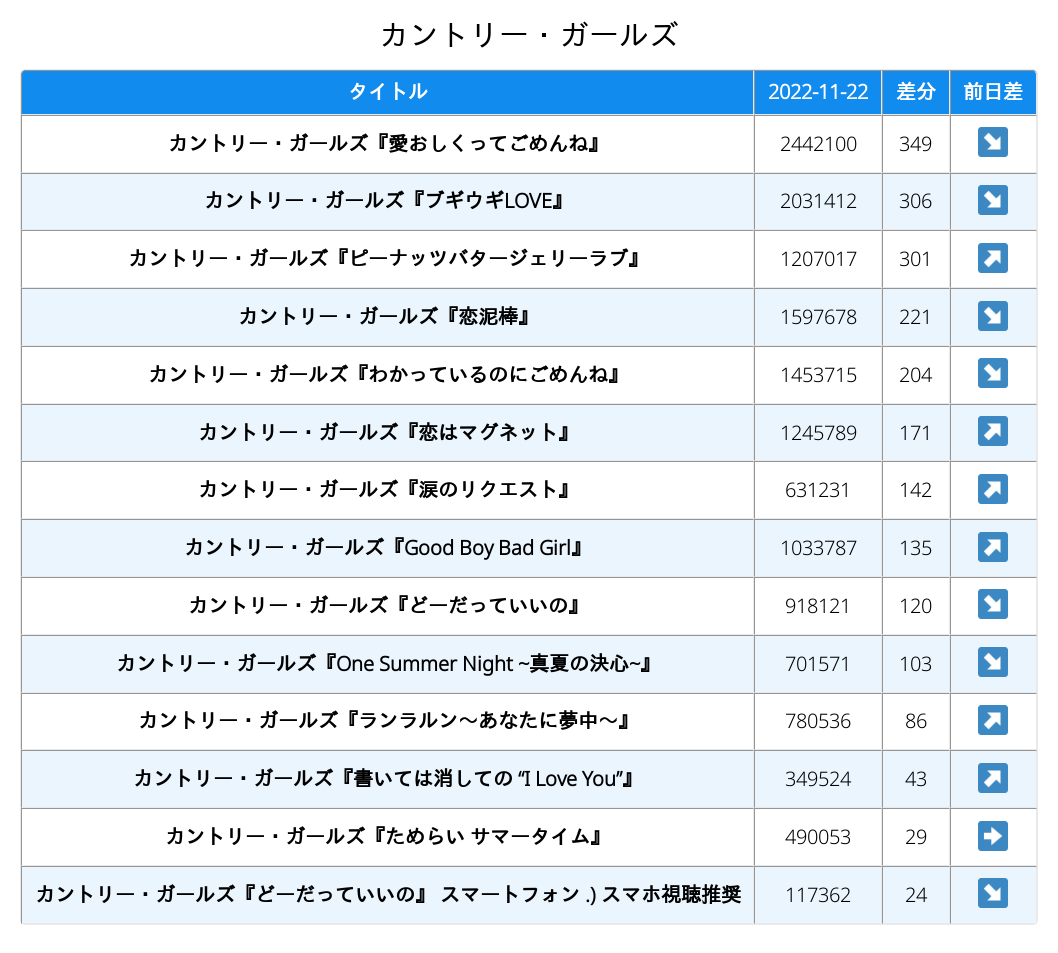 カントリー・ガールズ
タイトル 2022-11-22 差分 前日差
カントリー・ガールズ『愛おしくってごめんね』 2442100 349
カントリー・ガールズ『ブギウギLOVE』 2031412 306
カントリー・ガールズ『ピーナッツバタージェリーラブ』 1207017 301
カントリー・ガールズ『恋泥棒』 1597678 221
カントリー・ガールズ『わかっているのにごめんね』 1453715 204
カントリー・ガールズ『恋はマグネット』 1245789 171
カントリー・ガールズ『涙のリクエスト』 631231 142
カントリー・ガールズ『Good Boy Bad Girl』 1033787 135
カントリー・ガールズ『どーだっていいの』 918121 120
カントリー・ガールズ『One Summer Night ~真夏の決心~』 701571 103
カントリー・ガールズ『ランラルン～あなたに夢中～』 780536 86
カントリー・ガールズ『書いては消しての “I Love You”』 349524 43
カントリー・ガールズ『ためらい サマータイム』 490053 29
カントリー・ガールズ『どーだっていいの』 スマートフォン .) スマホ視聴推奨 117362 24